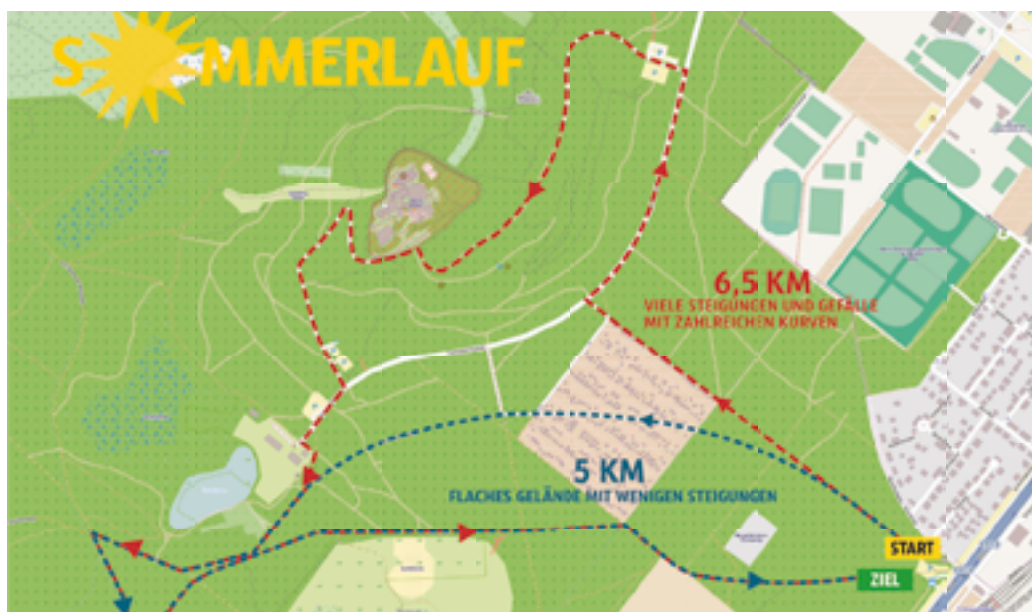 SOMMERLAUF
6,5 KM
VIELE STEIGUNGEN UND GEFÄLLE
MIT ZAHLREICHEN KURVEN
5 KM
FLACHES GELÄNDE MIT WENIGEN STEIGUNGEN
START
ZIEL